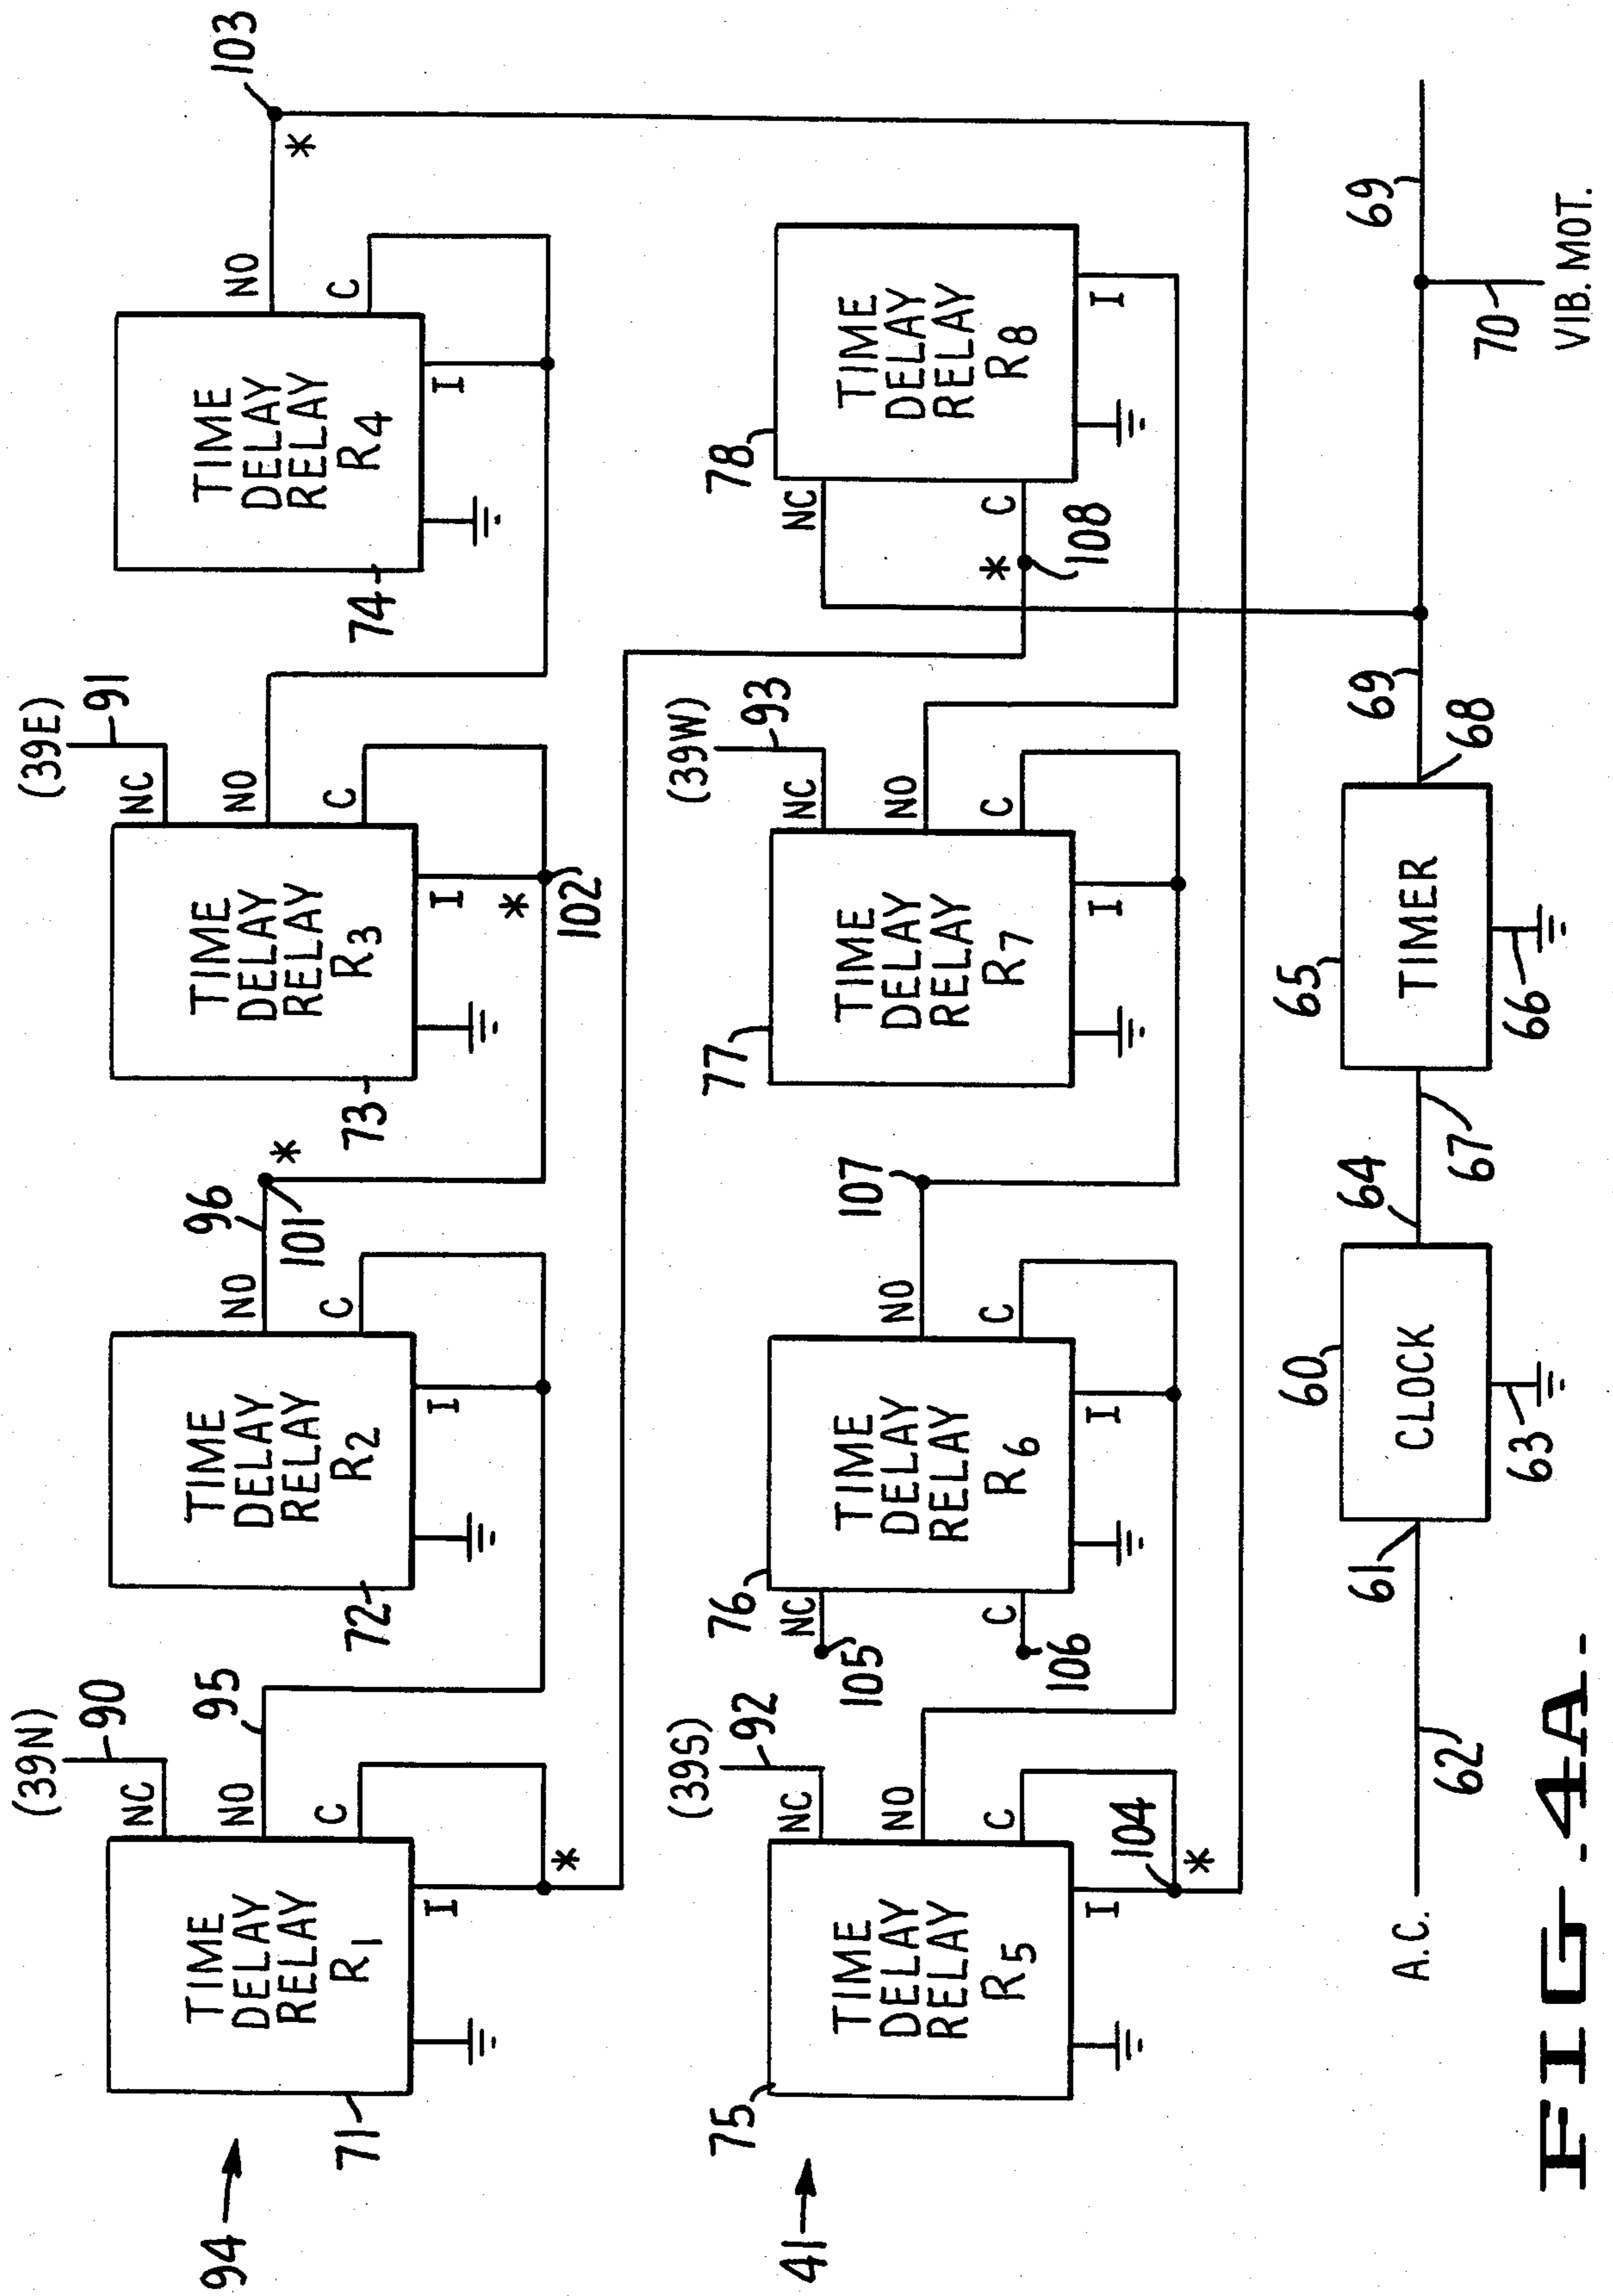 94
71
TIME
DELAY
RELAY
R1
I
*
(39N)
90
NC
NO
C
95
72
TIME
DELAY
RELAY
R2
I
NO
C
96
101
*
73
TIME
DELAY
RELAY
R3
I
*
102
(39E)
91
NC
NO
C
74
TIME
DELAY
RELAY
R4
I
NO
C
*
103
41
75
TIME
DELAY
RELAY
R5
I
104
*
(39S)
92
NC
NO
C
76
NC
105
C
106
TIME
DELAY
RELAY
R6
I
NO
C
107
77
TIME
DELAY
RELAY
R7
I
(39W)
93
NC
NO
C
78
NC
C
*
108
TIME
DELAY
RELAY
R8
I
A.C.
62
61
60
CLOCK
63
64
67
65
TIMER
66
68
69
69
70
VIB. MOT.
FIG_4A_